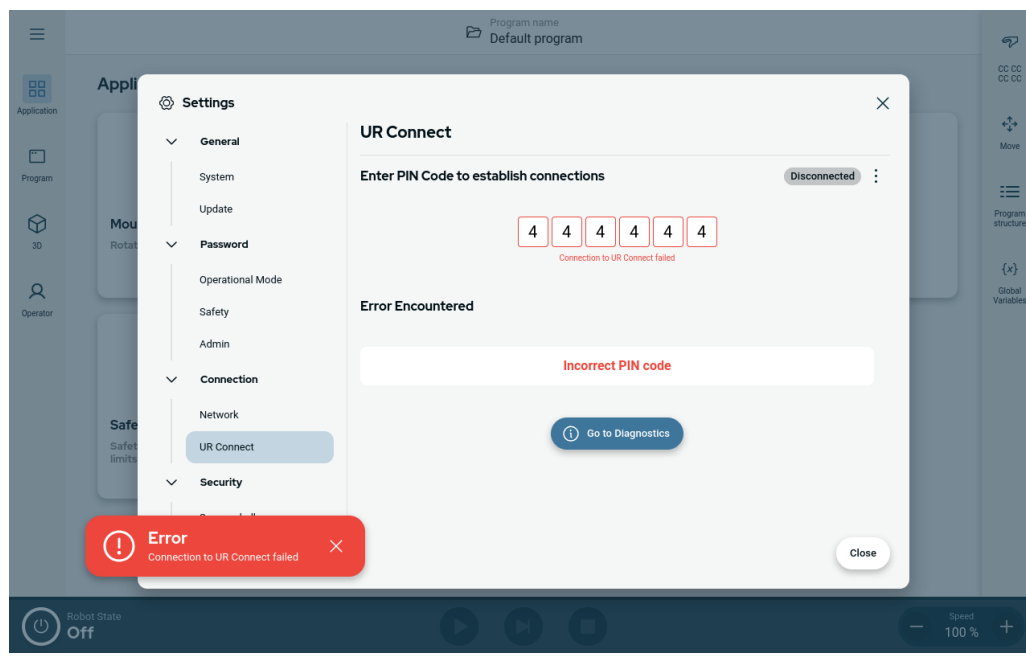 Program name
Default program
Application
Program
3D
Operator
Appli
Mou
Rotat
Safe
Safet
limits
CC CC
CC CC
Move
Program
structure
{x}
Global
Variables
Settings
General
System
Update
Password
Operational Mode
Safety
Admin
Connection
Network
UR Connect
Security
UR Connect
Enter PIN Code to establish connections
Disconnected
4 4 4 4 4 4
Connection to UR Connect failed
Error Encountered
Incorrect PIN code
Go to Diagnostics
Close
Error
Connection to UR Connect failed
Robot State
Off
Speed
100 %